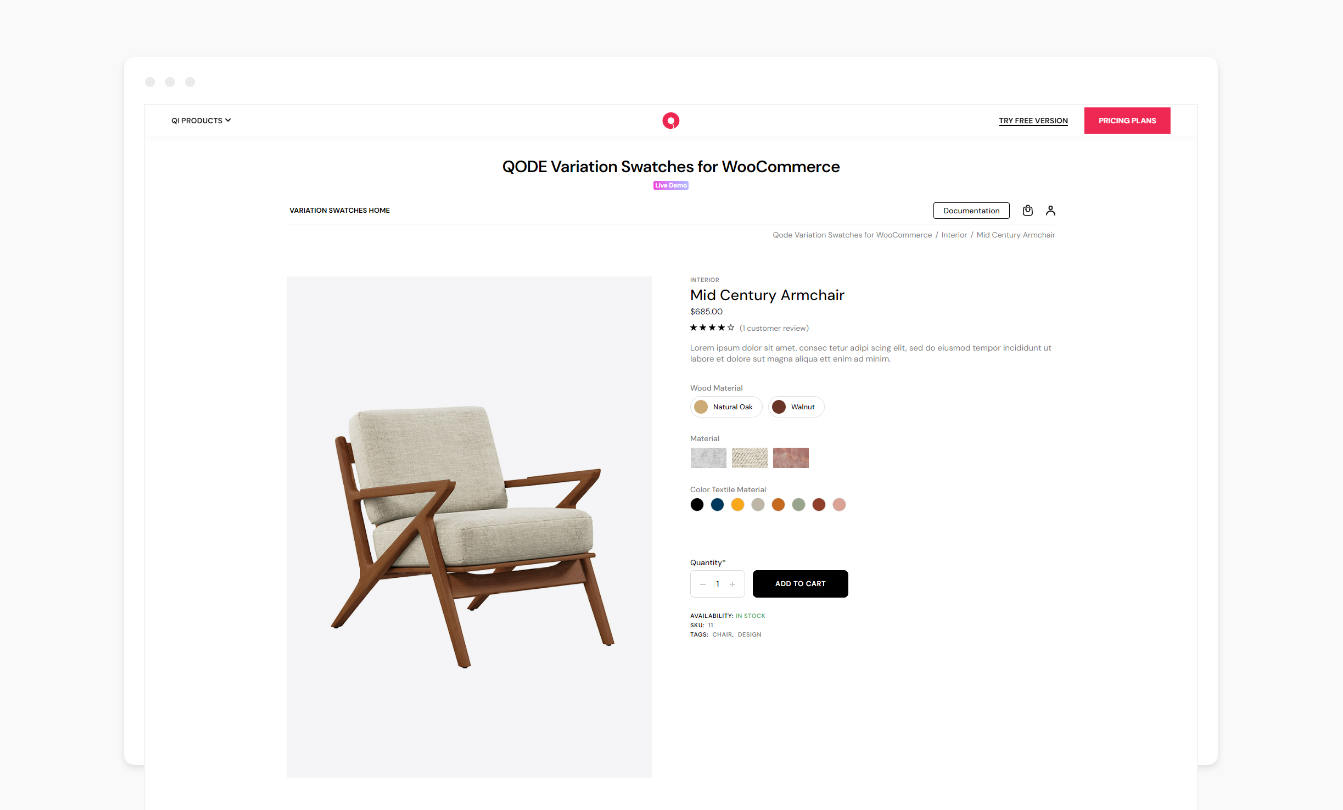 QI PRODUCTS
TRY FREE VERSION
PRICING PLANS
QODE Variation Swatches for WooCommerce
Live Demo
VARIATION SWATCHES HOME
Documentation
Qode Variation Swatches for WooCommerce / Interior / Mid Century Armchair
INTERIOR
Mid Century Armchair
$685.00
(1 customer review)
Lorem ipsum dolor sit amet, consec tetur adipi scing elit, sed do eiusmod tempor incididunt ut
labore et dolore sut magna aliqua ett enim ad minim.
Wood Material
Natural Oak
Walnut
Material
Color Textile Material
Quantity*
− 1 +
ADD TO CART
AVAILABILITY: IN STOCK
SKU: 11
TAGS: CHAIR, DESIGN